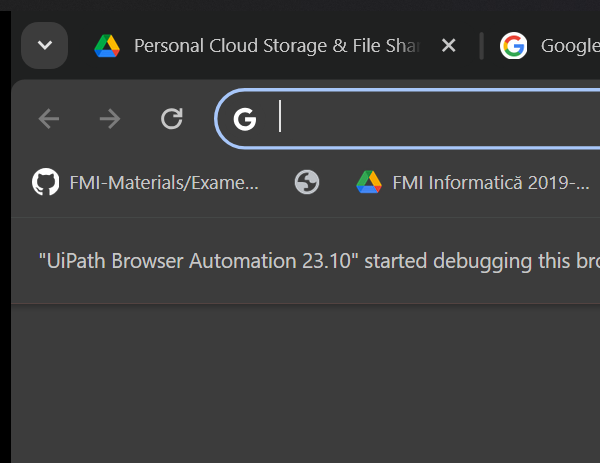 Personal Cloud Storage & File Shar
Google
FMI-Materials/Exame...
FMI Informatică 2019-...
"UiPath Browser Automation 23.10" started debugging this bro